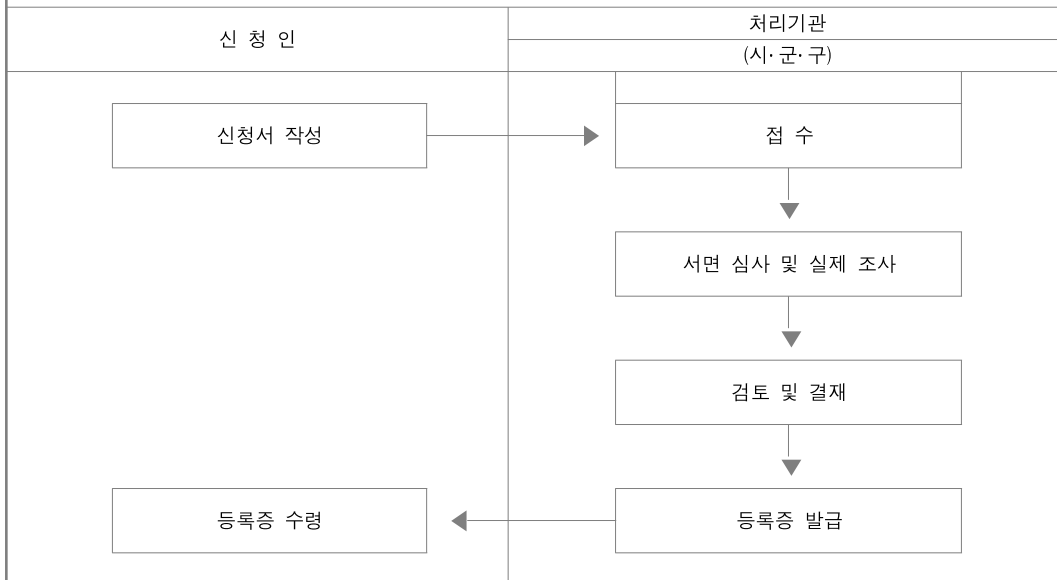 신 청 인
처리기관
(시·군·구)
신청서 작성
접 수
서면 심사 및 실제 조사
검토 및 결재
등록증 수령
등록증 발급